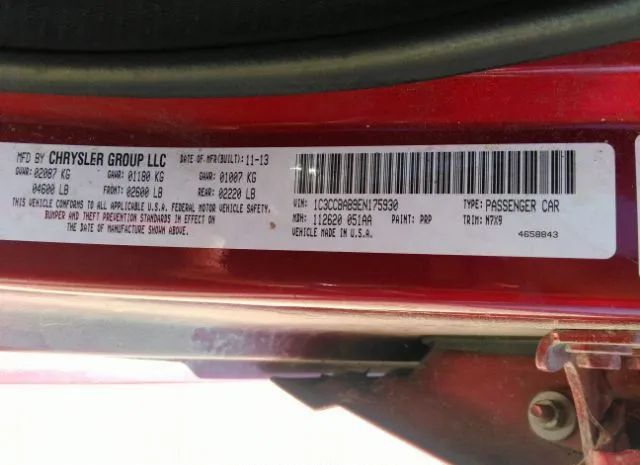 MFD BY CHRYSLER GROUP LLC DATE OF MFR(BUILT): 11-13
GVWR: 02087 KG GAWR: 01180 KG GAWR: 01007 KG
04600 LB FRONT: 02600 LB REAR: 02220 LB
THIS VEHICLE CONFORMS TO ALL APPLICABLE U.S.A. FEDERAL MOTOR VEHICLE SAFETY,
BUMPER AND THEFT PREVENTION STANDARDS IN EFFECT ON
THE DATE OF MANUFACTURE SHOWN ABOVE.
VIN: 1C3CCBAB9EN175930 TYPE: PASSENGER CAR
MDH: 112620 051AA PAINT: PRP TRIM: M7X9
VEHICLE MADE IN U.S.A. 4658843